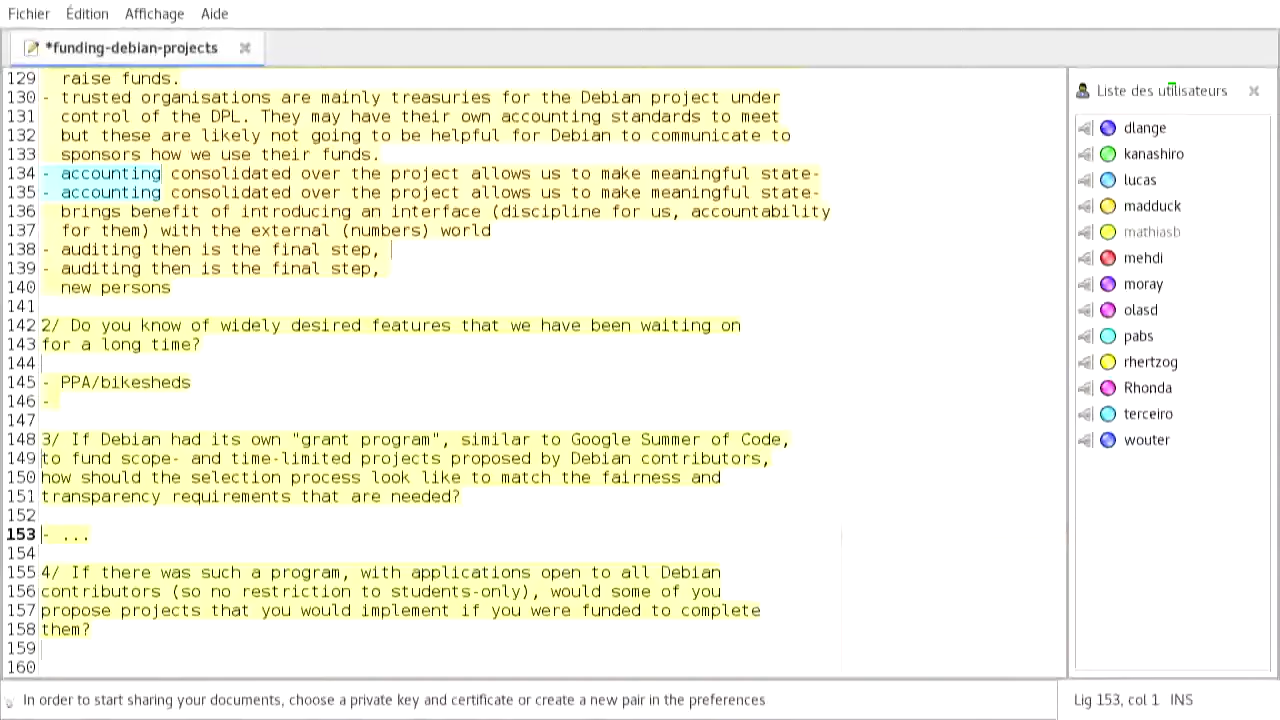 Fichier Édition Affichage Aide
*funding-debian-projects
129 raise funds.
130 - trusted organisations are mainly treasuries for the Debian project under
131 control of the DPL. They may have their own accounting standards to meet
132 but these are likely not going to be helpful for Debian to communicate to
133 sponsors how we use their funds.
134 - accounting consolidated over the project allows us to make meaningful state-
135 - accounting consolidated over the project allows us to make meaningful state-
136 brings benefit of introducing an interface (discipline for us, accountability
137 for them) with the external (numbers) world
138 - auditing then is the final step,
139 - auditing then is the final step,
140 new persons
141
142 2/ Do you know of widely desired features that we have been waiting on
143 for a long time?
144
145 - PPA/bikesheds
146 -
147
148 3/ If Debian had its own "grant program", similar to Google Summer of Code,
149 to fund scope- and time-limited projects proposed by Debian contributors,
150 how should the selection process look like to match the fairness and
151 transparency requirements that are needed?
152
153 - ...
154
155 4/ If there was such a program, with applications open to all Debian
156 contributors (so no restriction to students-only), would some of you
157 propose projects that you would implement if you were funded to complete
158 them?
159
160
Liste des utilisateurs
dlange
kanashiro
lucas
madduck
mathiasb
mehdi
moray
olasd
pabs
rhertzog
Rhonda
terceiro
wouter
In order to start sharing your documents, choose a private key and certificate or create a new pair in the preferences
Lig 153, col 1 INS